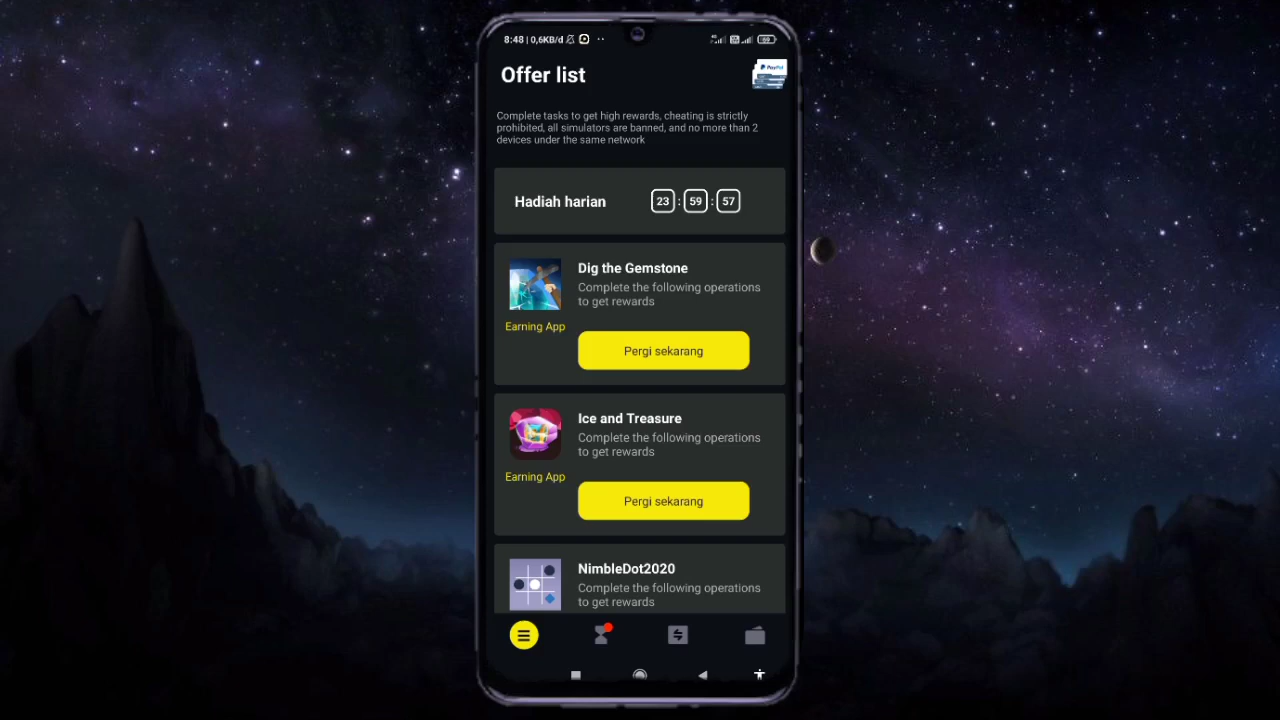 8:48 | 0,6KB/d
69
Offer list
PayPal
Complete tasks to get high rewards, cheating is strictly
prohibited, all simulators are banned, and no more than 2
devices under the same network
Hadiah harian
23 : 59 : 57
Dig the Gemstone
Complete the following operations
to get rewards
Earning App
Pergi sekarang
Ice and Treasure
Complete the following operations
to get rewards
Earning App
Pergi sekarang
NimbleDot2020
Complete the following operations
to get rewards